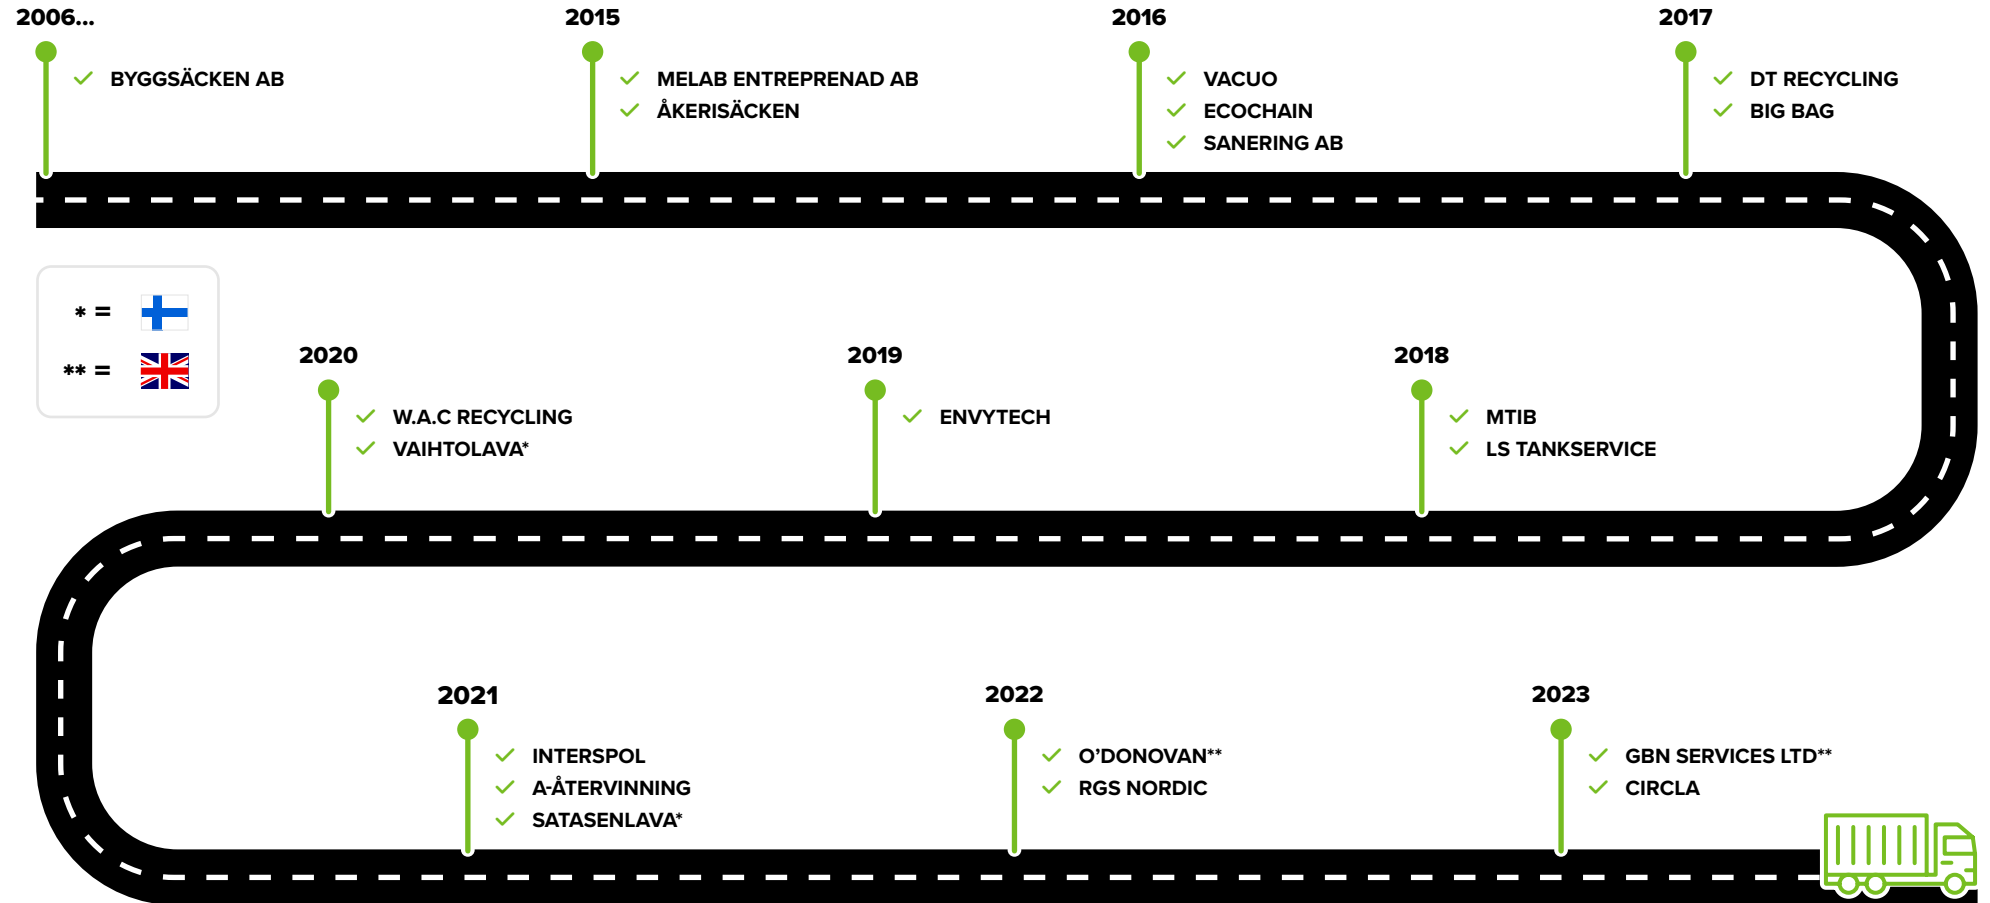 2006...
BYGGSÄCKEN AB
2015
MELAB ENTREPRENAD AB
ÅKERISÄCKEN
2016
VACUO
ECOCHAIN
SANERING AB
2017
DT RECYCLING
BIG BAG
* =
** =
2018
MTIB
LS TANKSERVICE
2019
ENVYTECH
2020
W.A.C RECYCLING
VAIHTOLAVA*
2021
INTERSPOL
A-ÅTERVINNING
SATASENLAVA*
2022
O’DONOVAN**
RGS NORDIC
2023
GBN SERVICES LTD**
CIRCLA